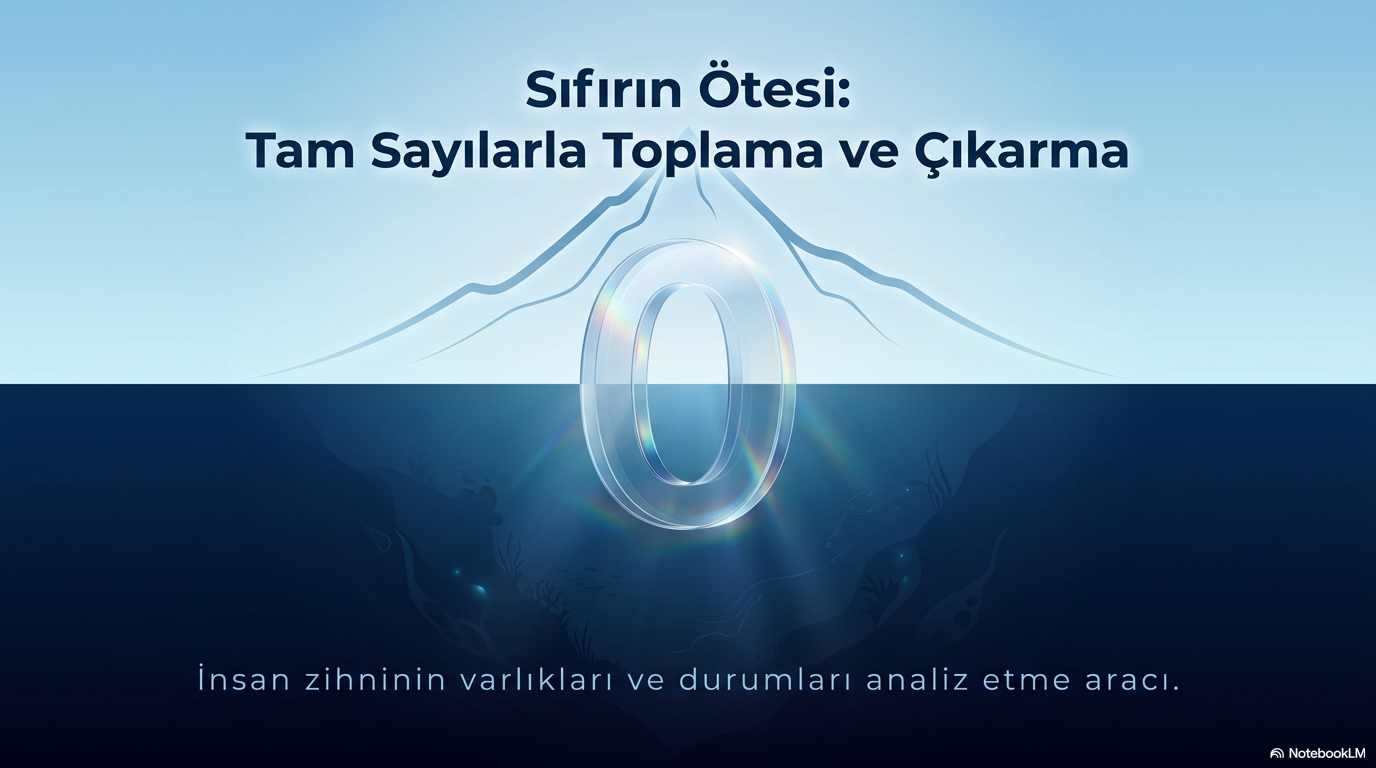 Sıfırın Ötesi:
Tam Sayılarla Toplama ve Çıkarma
İnsan zihninin varlıkları ve durumları analiz etme aracı.
NotebookLM